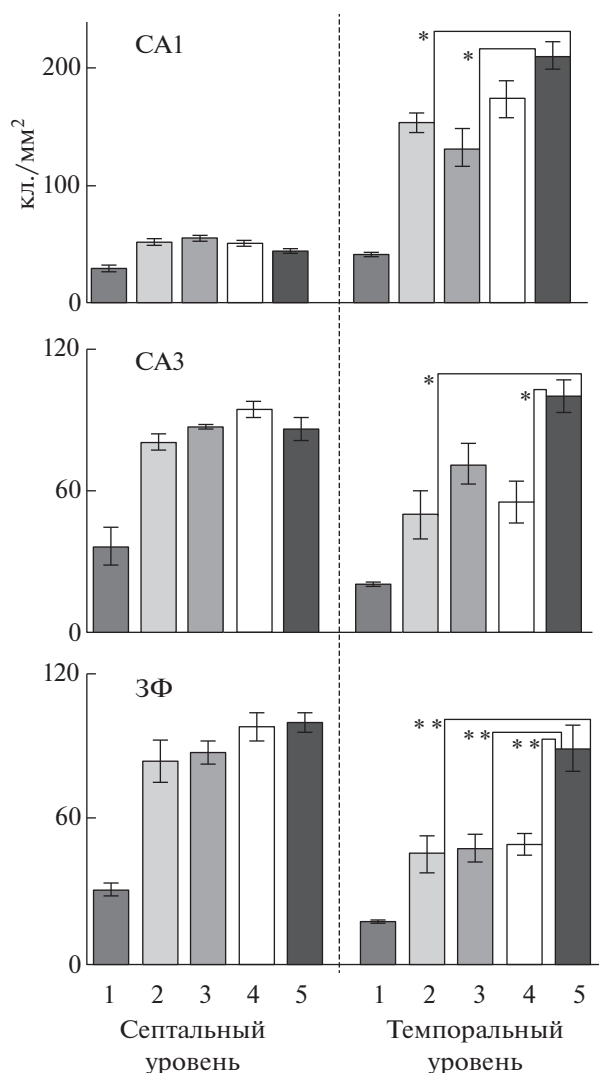 CA1
* *
200
кл./мм²
100
0
120
CA3
* *
60
0
120
ЗФ
** ** **
60
0
1 2 3 4 5 1 2 3 4 5
Септальный Темпоральный
уровень уровень